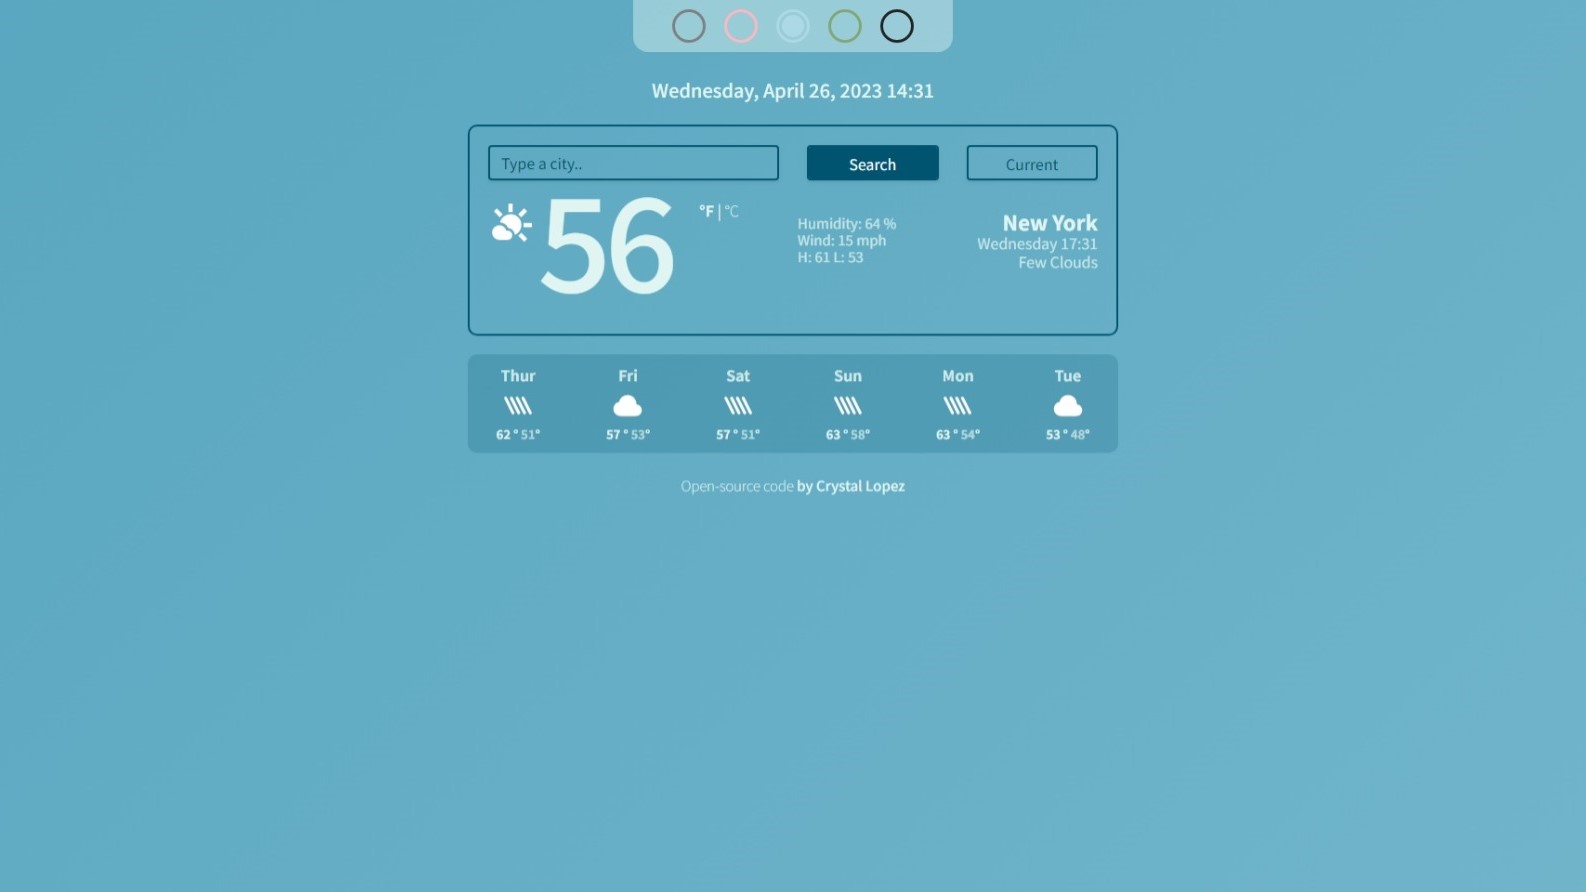 Wednesday, April 26, 2023 14:31
Type a city..
Search
Current
56
°F | °C
Humidity: 64 %
Wind: 15 mph
H: 61 L: 53
New York
Wednesday 17:31
Few Clouds
Thur Fri Sat Sun Mon Tue
62 ° 51° 57 ° 53° 57 ° 51° 63 ° 58° 63 ° 54° 53 ° 48°
Open-source code by Crystal Lopez